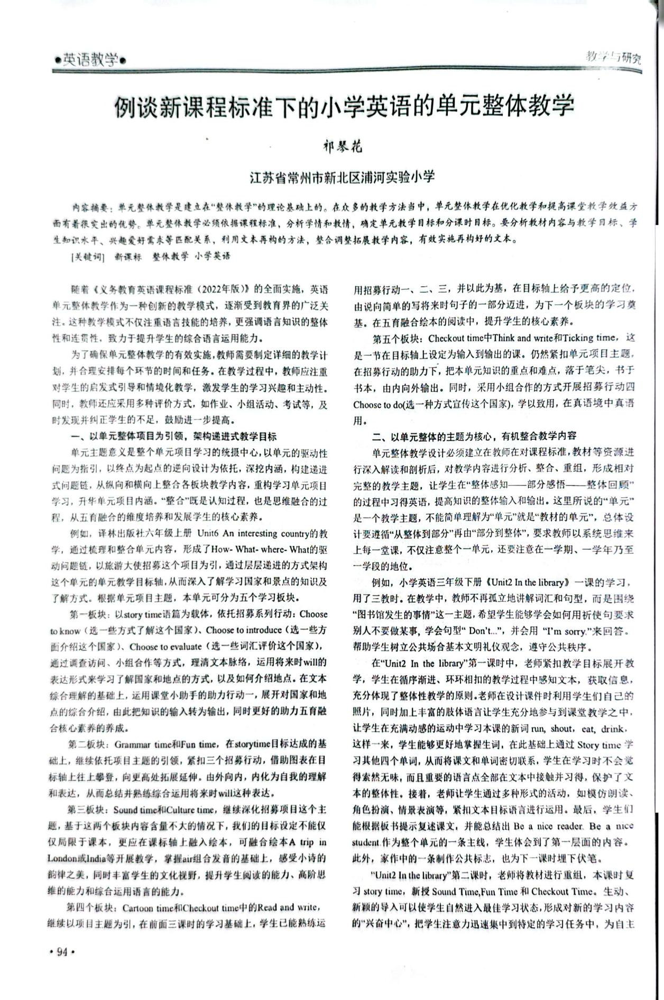 ●英语教学●
教学与研究
例谈新课程标准下的小学英语的单元整体教学
祁琴花
江苏省常州市新北区浦河实验小学
内容摘要：单元整体教学是建立在“整体教学”的理论基础上的。在众多的教学方法当中，单元整体教学在优化教学和提高课堂教学效益方
面有着很突出的优势。单元整体教学必须依据课程标准，分析学情和教情，确定单元教学目标和分课时目标。要分析教材内容与教学目标、学
生知识水平、兴趣爱好需求等匹配关系，利用文本再构的方法，整合调整拓展教学内容，有效实施再构好的文本。
[关键词] 新课标 整体教学 小学英语
随着《义务教育英语课程标准（2022年版）》的全面实施，英语
单元整体教学作为一种创新的教学模式，逐渐受到教育界的广泛关
注。这种教学模式不仅注重语言技能的培养，更强调语言知识的整体
性和连贯性，致力于提升学生的综合语言运用能力。
为了确保单元整体教学的有效实施，教师需要制定详细的教学计
划，并合理安排每个环节的时间和任务。在教学过程中，教师应注重
对学生的启发式引导和情境化教学，激发学生的学习兴趣和主动性。
同时，教师还应采用多种评价方式，如作业、小组活动、考试等，及
时发现并纠正学生的不足，鼓励进一步提高。
一、以单元整体项目为引领，架构递进式教学目标
单元主题意义是整个单元项目学习的统摄中心，以单元的驱动性
问题为指引，以终点为起点的逆向设计为依托，深挖内涵，构建递进
式问题链，从纵向和横向上整合各板块教学内容，重构学习单元项目
学习，升华单元项目内涵。“整合”既是认知过程，也是思维融合的过
程，从五育融合的维度培养和发展学生的核心素养。
例如，译林出版社六年级上册 Unit6 An interesting country的教
学，通过梳理和整合单元内容，形成了How- What- where- What的驱
动问题链，以旅游大使招募这个项目为引，通过层层递进的方式架构
这个单元的单元教学目标轴，从而深入了解学习国家和景点的知识及
了解方式。根据单元项目主题，本单元可分为五个学习板块。
第一板块：以story time语篇为载体，依托招募系列行动：Choose
to know（选一些方式了解这个国家）、Choose to introduce（选一些方
面介绍这个国家）、Choose to evaluate（选一些词汇评价这个国家），
通过调查访问、小组合作等方式，理清文本脉络，运用将来时will的
表达形式来学习了解国家和地点的方式，以及如何介绍地点。在文本
综合理解的基础上，运用课堂小助手的助力行动一，展开对国家和地
点的综合介绍，由此把知识的输入转为输出，同时更好的助力五育融
合核心素养的养成。
第二板块：Grammar time和Fun time，在storytime目标达成的基
础上，继续依托项目主题的引领，紧扣三个招募行动，借助图表在目
标轴上往上攀登，向更高处拓展延伸。由外向内，内化为自我的理解
和表达，从而总结并熟练综合运用将来时will这种表达。
第三板块：Sound time和Culture time，继续深化招募项目这个主
题，基于这两个板块内容含量不大的情况下，我们的目标设定不能仅
仅局限于课本，更应在课标轴上融入绘本，可融合绘本A trip in
London或India等开展教学，掌握air组合发音的基础上，感受小诗的
韵律之美，同时丰富学生的文化视野，提升学生阅读的能力、高阶思
维的能力和综合运用语言的能力。
第四个板块：Cartoon time和Checkout time中的Read and write，
继续以项目主题为引，在前面三课时的学习基础上，学生已能熟练运
用招募行动一、二、三，并以此为基，在目标轴上给予更高的定位，
由说向简单的写将来时句子的一部分迈进，为下一个板块的学习奠
基。在五育融合绘本的阅读中，提升学生的核心素养。
第五个板块：Checkout time中Think and write和Ticking time，这
是一节在目标轴上设定为输入到输出的课。仍然紧扣单元项目主题，
在招募行动的助力下，把本单元知识的重点和难点，落于笔尖，书于
书本，由内向外输出。同时，采用小组合作的方式开展招募行动四
Choose to do(选一种方式宣传这个国家)，学以致用，在真语境中真语
用。
二、以单元整体的主题为核心，有机整合教学内容
单元整体教学设计必须建立在教师在对课程标准，教材等资源进
行深入解读和剖析后，对教学内容进行分析、整合、重组，形成相对
完整的教学主题，让学生在“整体感知——部分感悟——整体回顾”
的过程中习得英语，提高知识的整体输入和输出。这里所说的“单元”
是一个教学主题，不能简单理解为“单元”就是“教材的单元”，总体设
计要遵循“从整体到部分”再由“部分到整体”，要求教师以系统思维来
上每一堂课，不仅注意整个一单元，还要注意在一学期、一学年乃至
一学段的地位。
例如，小学英语三年级下册《Unit2 In the library》一课的学习，
用了三教时。在教学中，教师不再孤立地讲解词汇和句型，而是围绕
“图书馆发生的事情”这一主题，希望学生能够学会如何用祈使句要求
别人不要做某事，学会句型“ Don't...”，并会用 “I'm sorry.”来回答。
帮助学生树立公共场合基本文明礼仪观念，遵守公共秩序。
在“Unit2 In the library”第一课时中，老师紧扣教学目标展开教
学，学生在循序渐进、环环相扣的教学过程中感知文本，获取信息，
充分体现了整体性教学的原则。老师在设计课件时利用学生们自己的
照片，同时加上丰富的肢体语言让学生充分地参与到课堂教学之中，
让学生在充满动感的运动中学习本课的新词 run, shout，eat, drink，
这样一来，学生能够更好地掌握生词，在此基础上通过 Story time 学
习其他四个单词，从而将课文和单词密切联系，学生在学习时不会觉
得索然无味，而且重要的语言点全部在文本中接触并习得，保护了文
本的整体性。接着，老师让学生通过多种形式的活动，如模仿朗读、
角色扮演、情景表演等，紧扣文本目标语言进行运用。最后，学生们
能根据板书提示复述课文，并能总结出 Be a nice reader. Be a nice
student.作为整个单元的一条主线，学生体会到了第一层面的内容。
此外，家作中的一条制作公共标志，也为下一课时埋下伏笔。
“Unit2 In the library”第二课时，老师将教材进行重组，本课时复
习 story time，新授 Sound Time,Fun Time 和 Checkout Time。生动、
新颖的导入可以使学生自然进入最佳学习状态，形成对新的学习内容
的“兴奋中心”，把学生注意力迅速集中到特定的学习任务中，为自主
·94·